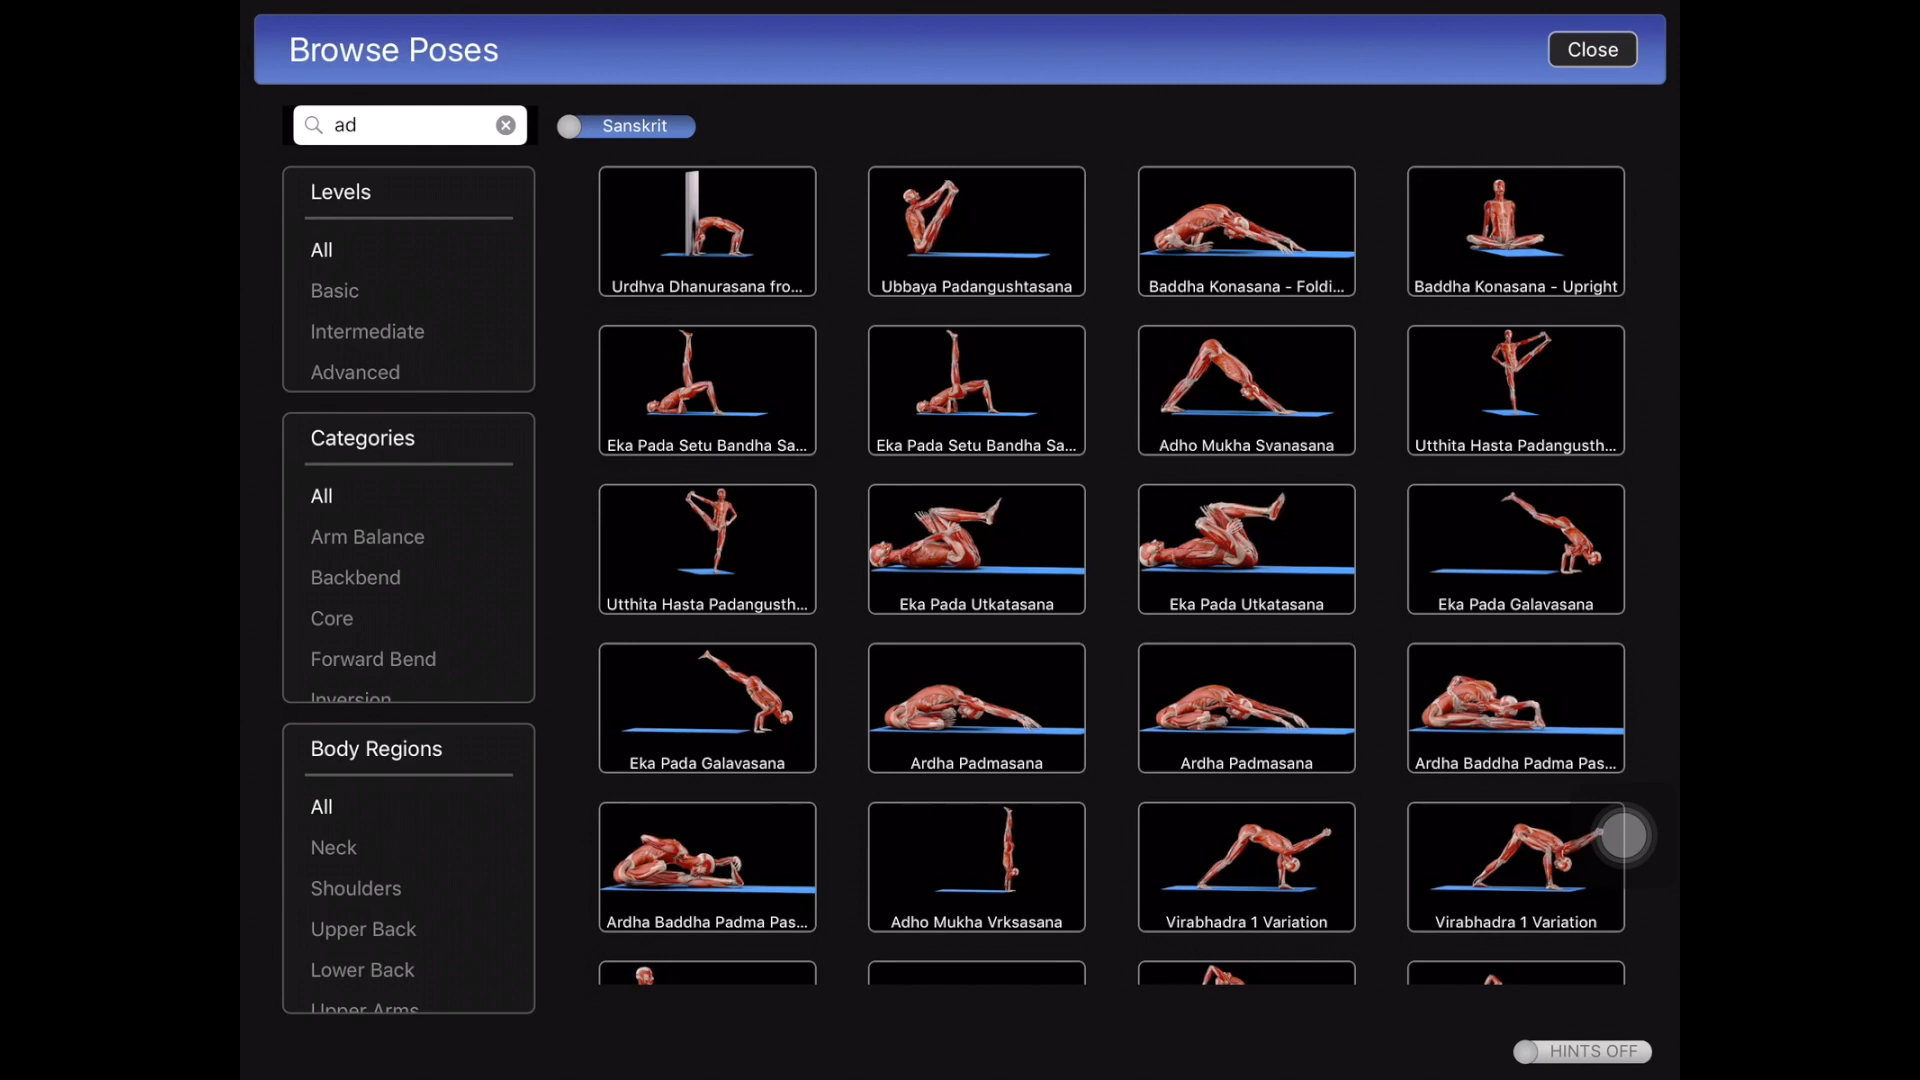 Browse Poses
Close
ad
Sanskrit
Levels
All
Basic
Intermediate
Advanced
Categories
All
Arm Balance
Backbend
Core
Forward Bend
Inversion
Body Regions
All
Neck
Shoulders
Upper Back
Lower Back
Upper Arms
Urdhva Dhanurasana fro...
Ubbaya Padangushtasana
Baddha Konasana - Foldi...
Baddha Konasana - Upright
Eka Pada Setu Bandha Sa...
Eka Pada Setu Bandha Sa...
Adho Mukha Svanasana
Utthita Hasta Padangusth...
Utthita Hasta Padangusth...
Eka Pada Utkatasana
Eka Pada Utkatasana
Eka Pada Galavasana
Eka Pada Galavasana
Ardha Padmasana
Ardha Padmasana
Ardha Baddha Padma Pas...
Ardha Baddha Padma Pas...
Adho Mukha Vrksasana
Virabhadra 1 Variation
Virabhadra 1 Variation
HINTS OFF